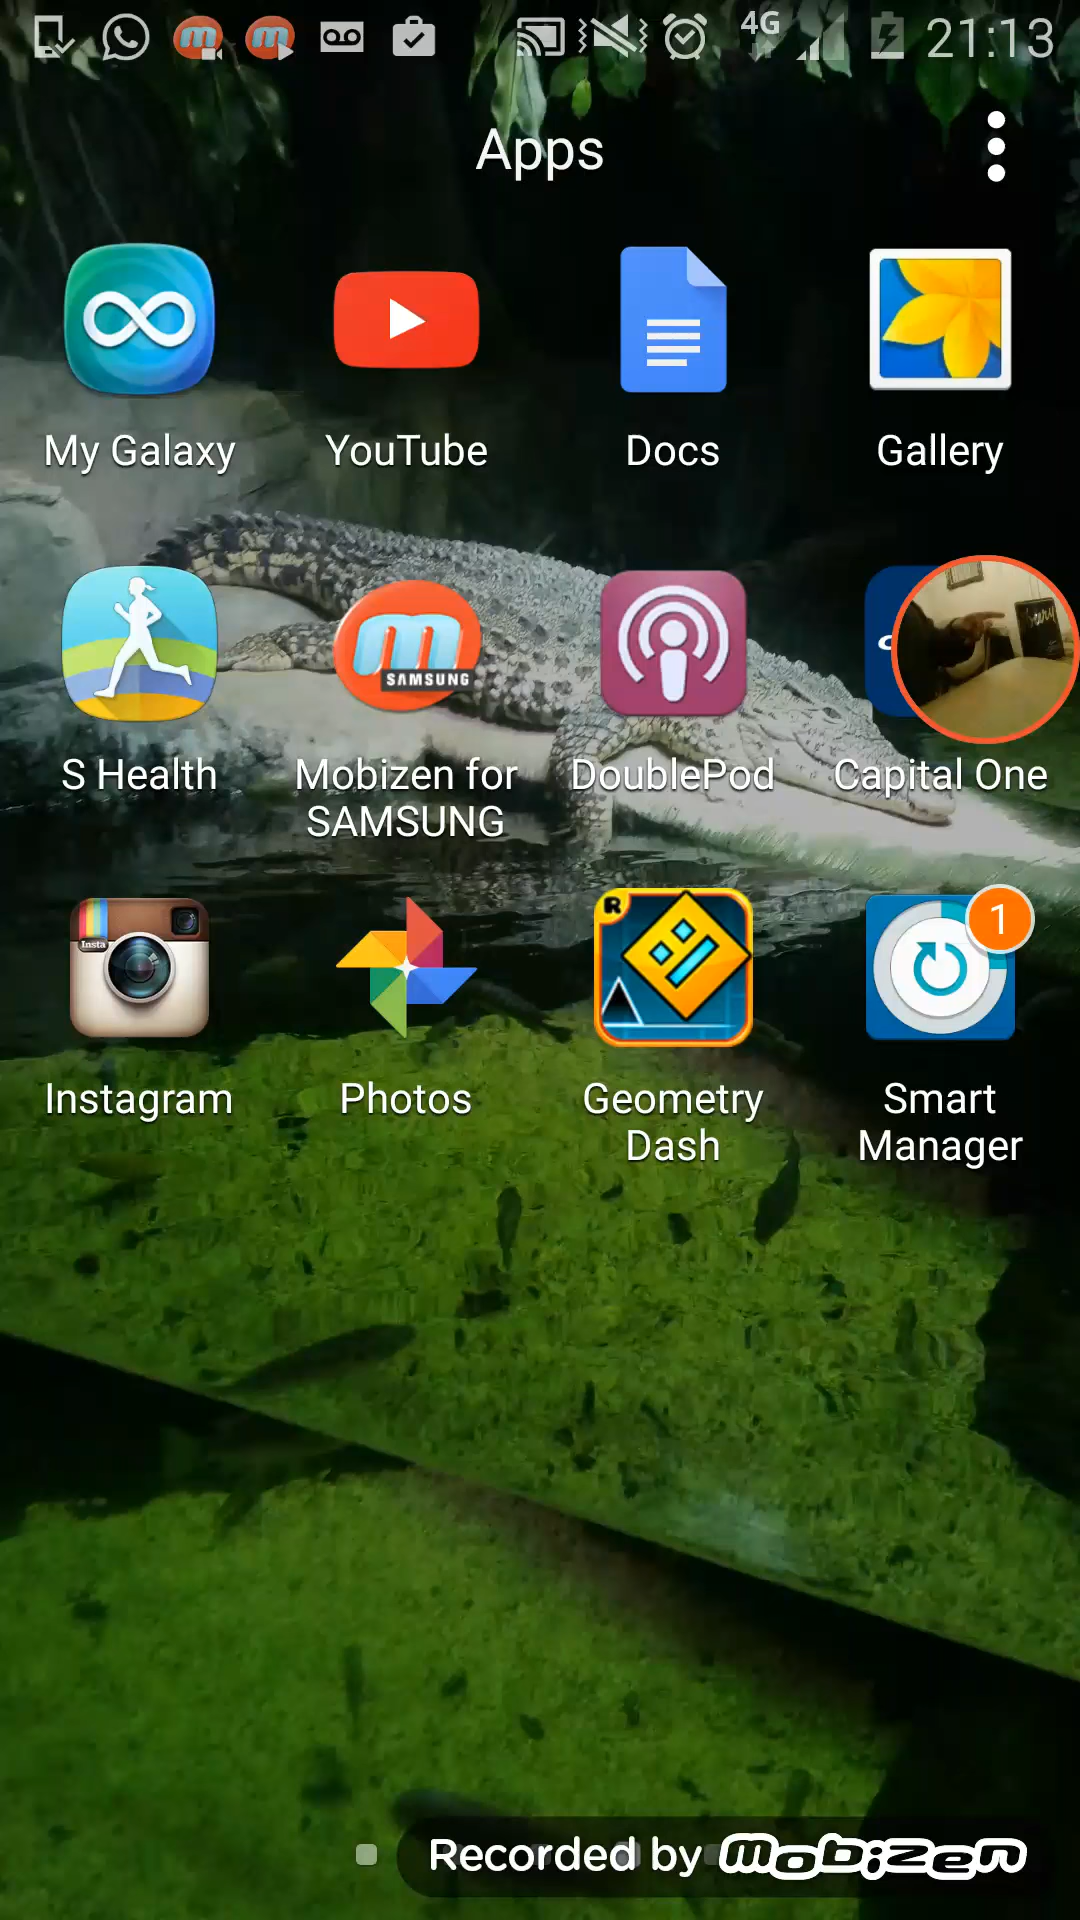 4G 21:13
Apps
My Galaxy YouTube Docs Gallery
SAMSUNG
S Health Mobizen for SAMSUNG DoublePod Capital One
Insta
R
1
Instagram Photos Geometry Dash Smart Manager
Recorded by mobizen